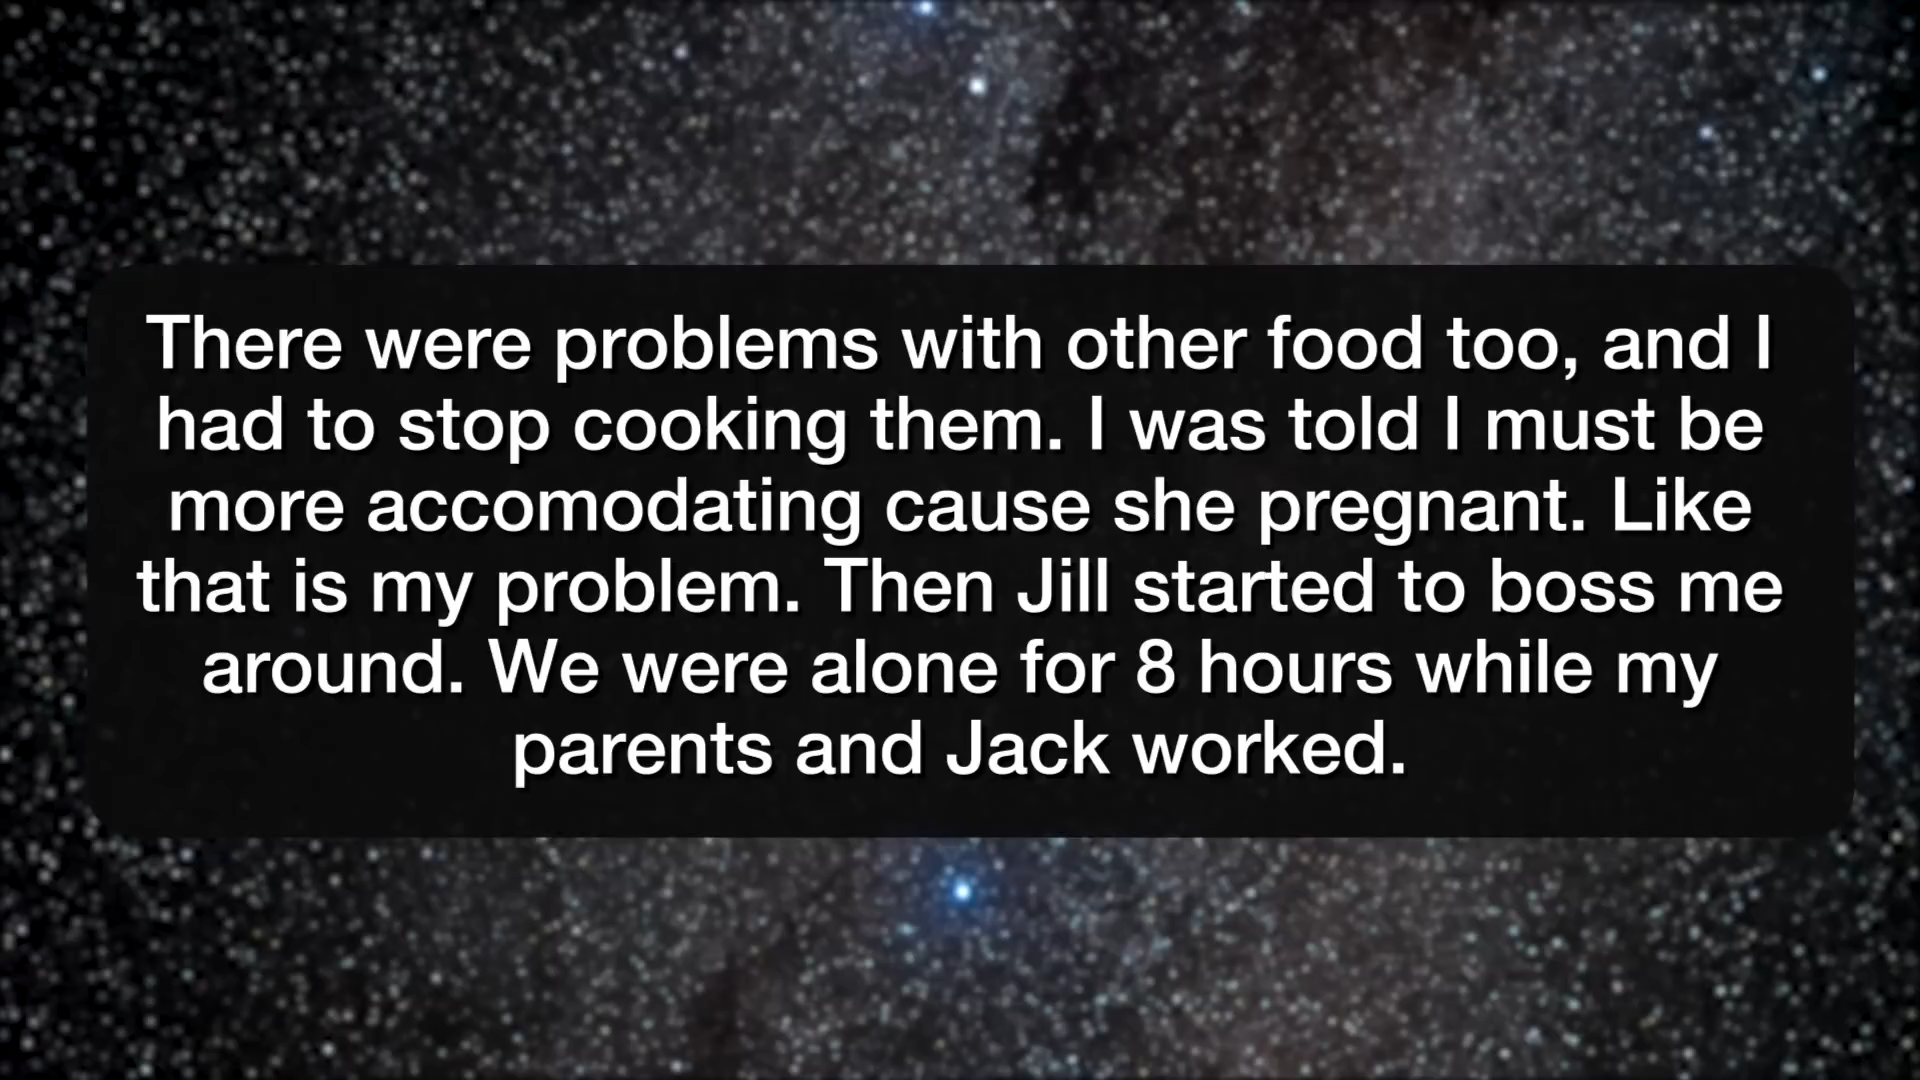 There were problems with other food too, and I
had to stop cooking them. I was told I must be
more accomodating cause she pregnant. Like
that is my problem. Then Jill started to boss me
around. We were alone for 8 hours while my
parents and Jack worked.